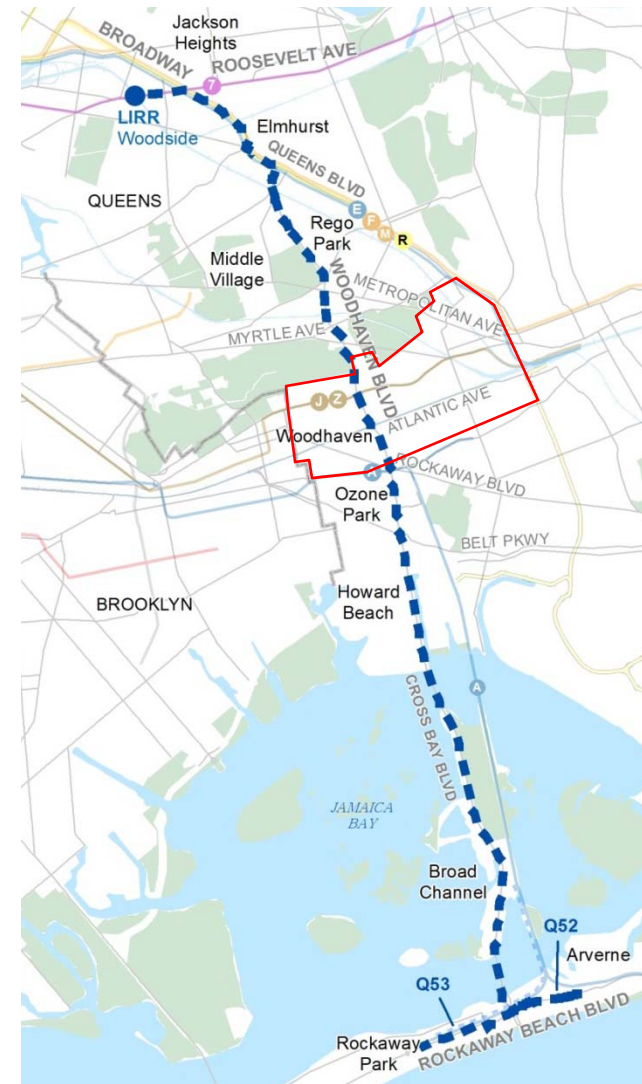 Jackson
Heights
BROADWAY
ROOSEVELT AVE
7
LIRR
Woodside
Elmhurst
QUEENS BLVD
QUEENS
E
F
M
R
Rego
Park
Middle
Village
WOODHAVEN BLVD
METROPOLITAN AVE
MYRTLE AVE
J
Z
ATLANTIC AVE
Woodhaven
A
ROCKAWAY BLVD
Ozone
Park
BELT PKWY
Howard
Beach
BROOKLYN
CROSS BAY BLVD
A
JAMAICA
BAY
Broad
Channel
Q52
Arverne
Q53
Rockaway
Park
ROCKAWAY BEACH BLVD